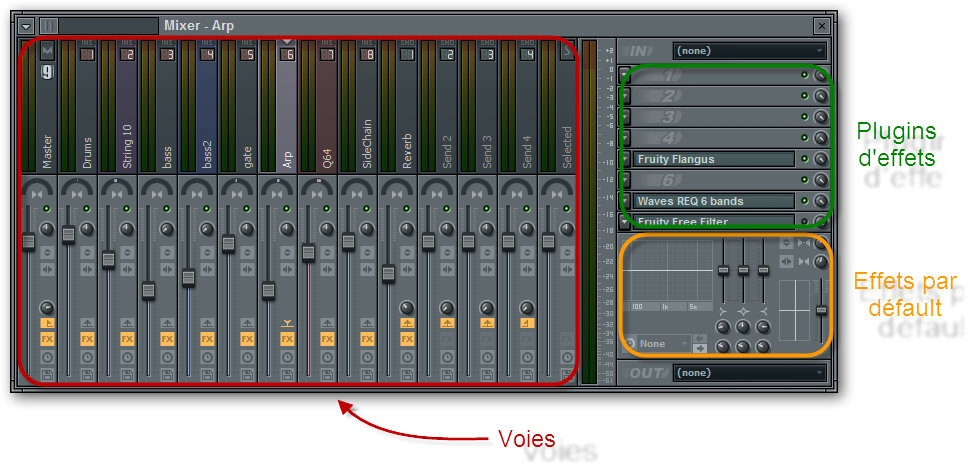 Mixer - Arp
INS INS INS INS INS INS INS INS SND SND SND SND
1 2 3 4 5 6 7 8 1 2 3 4 S
9
Master
Drums
String 10
bass
bass2
gate
Arp
Q64
SideChain
Reverb
Send 2
Send 3
Send 4
Selected
FX FX FX FX FX FX FX FX FX FX FX FX FX
+2
+1
0
-1
-2
-3
-4
-5
-6
-8
-10
-12
-14
-16
-18
-20
-22
-24
-26
-28
-30
-32
-34
-36
-40
-44
-50
-61
IN (none)
1
2
3
4
Fruity Flangus
6
Waves REQ 6 bands
Fruity Free Filter
100 1k 5k
None
OUT (none)
Plugins
d'effets
Effets par
défault
Voies